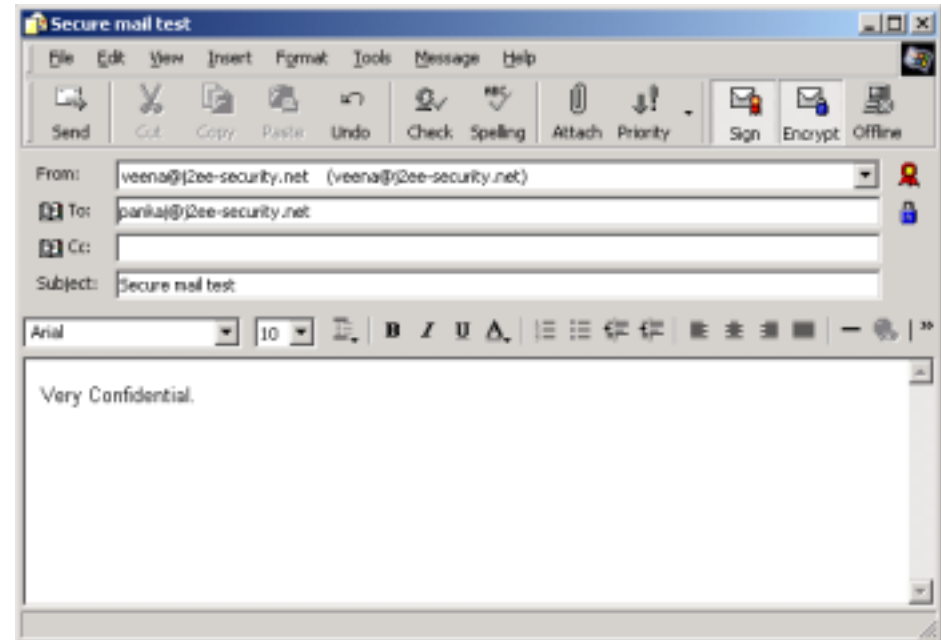 Secure mail test
File Edit View Insert Format Tools Message Help
Send Cut Copy Paste Undo Check Spelling Attach Priority Sign Encrypt Offline
From: veena@j2ee-security.net (veena@j2ee-security.net)
To: pankaj@j2ee-security.net
Cc:
Subject: Secure mail test
Arial 10 B I U A »
Very Confidential.